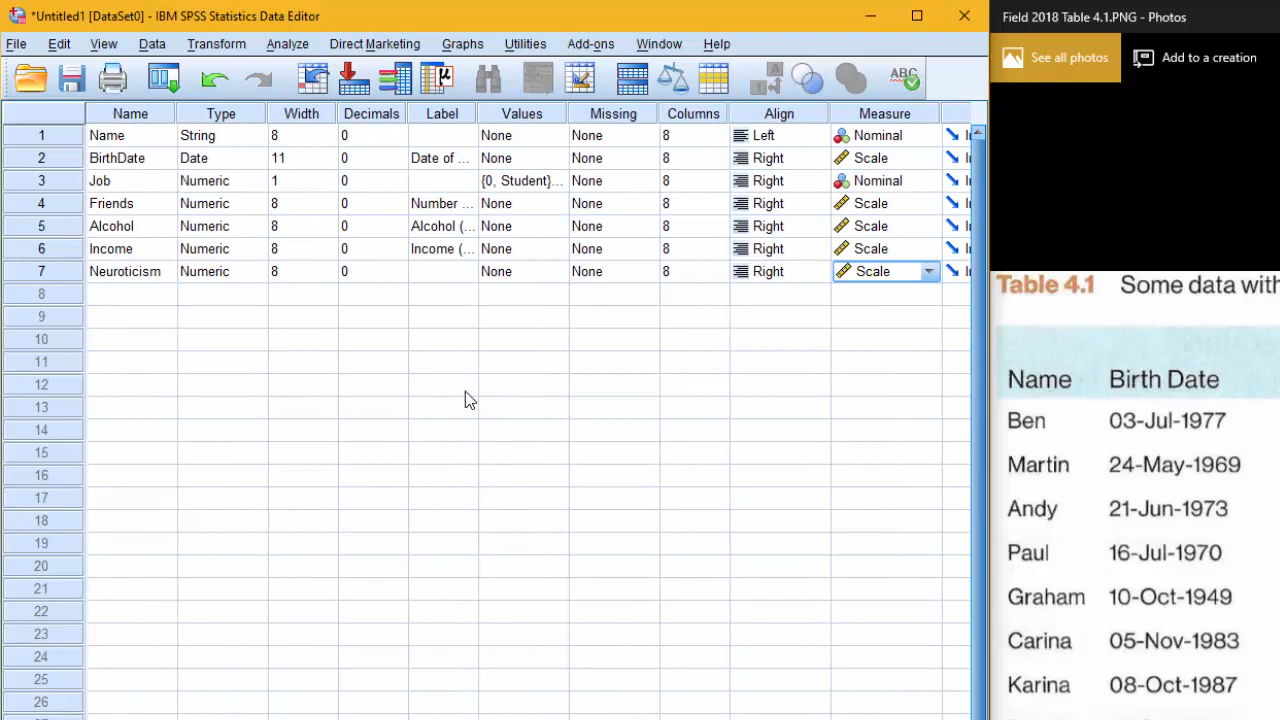 *Untitled1 [DataSet0] - IBM SPSS Statistics Data Editor
File Edit View Data Transform Analyze Direct Marketing Graphs Utilities Add-ons Window Help
Name Type Width Decimals Label Values Missing Columns Align Measure
1 Name String 8 0 None None 8 Left Nominal
2 BirthDate Date 11 0 Date of ... None None 8 Right Scale
3 Job Numeric 1 0 {0, Student}... None 8 Right Nominal
4 Friends Numeric 8 0 Number ... None None 8 Right Scale
5 Alcohol Numeric 8 0 Alcohol (... None None 8 Right Scale
6 Income Numeric 8 0 Income (... None None 8 Right Scale
7 Neuroticism Numeric 8 0 None None 8 Right Scale
8
9
10
11
12
13
14
15
16
17
18
19
20
21
22
23
24
25
26
Field 2018 Table 4.1.PNG - Photos
See all photos Add to a creation
Table 4.1 Some data with
Name Birth Date
Ben 03-Jul-1977
Martin 24-May-1969
Andy 21-Jun-1973
Paul 16-Jul-1970
Graham 10-Oct-1949
Carina 05-Nov-1983
Karina 08-Oct-1987